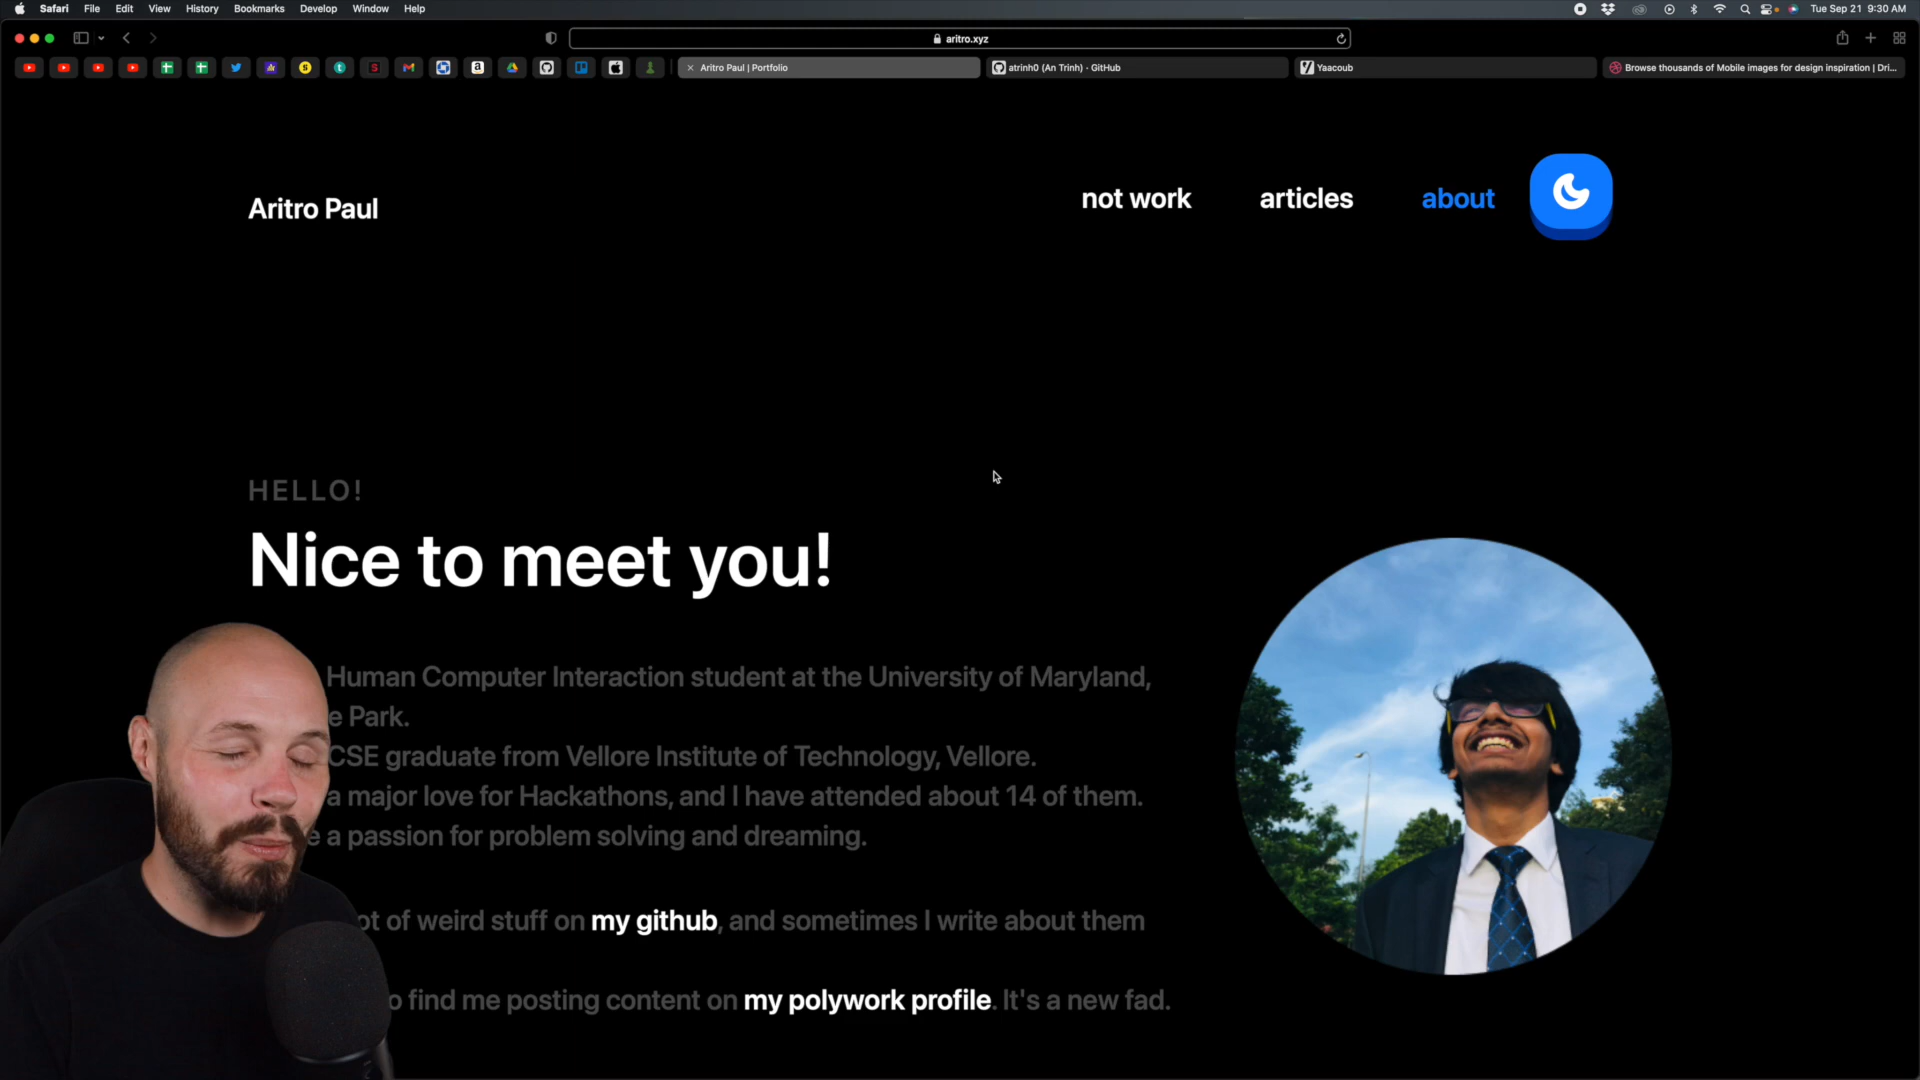 Safari File Edit View History Bookmarks Develop Window Help
Tue Sep 21 9:30 AM
aritro.xyz
Aritro Paul | Portfolio
atrinh0 (An Trinh) · GitHub
Yaacoub
Browse thousands of Mobile images for design inspiration | Dri...
Aritro Paul
not work articles about
HELLO!
Nice to meet you!
Human Computer Interaction student at the University of Maryland,
e Park.
CSE graduate from Vellore Institute of Technology, Vellore.
a major love for Hackathons, and I have attended about 14 of them.
e a passion for problem solving and dreaming.
ot of weird stuff on my github, and sometimes I write about them
o find me posting content on my polywork profile. It's a new fad.